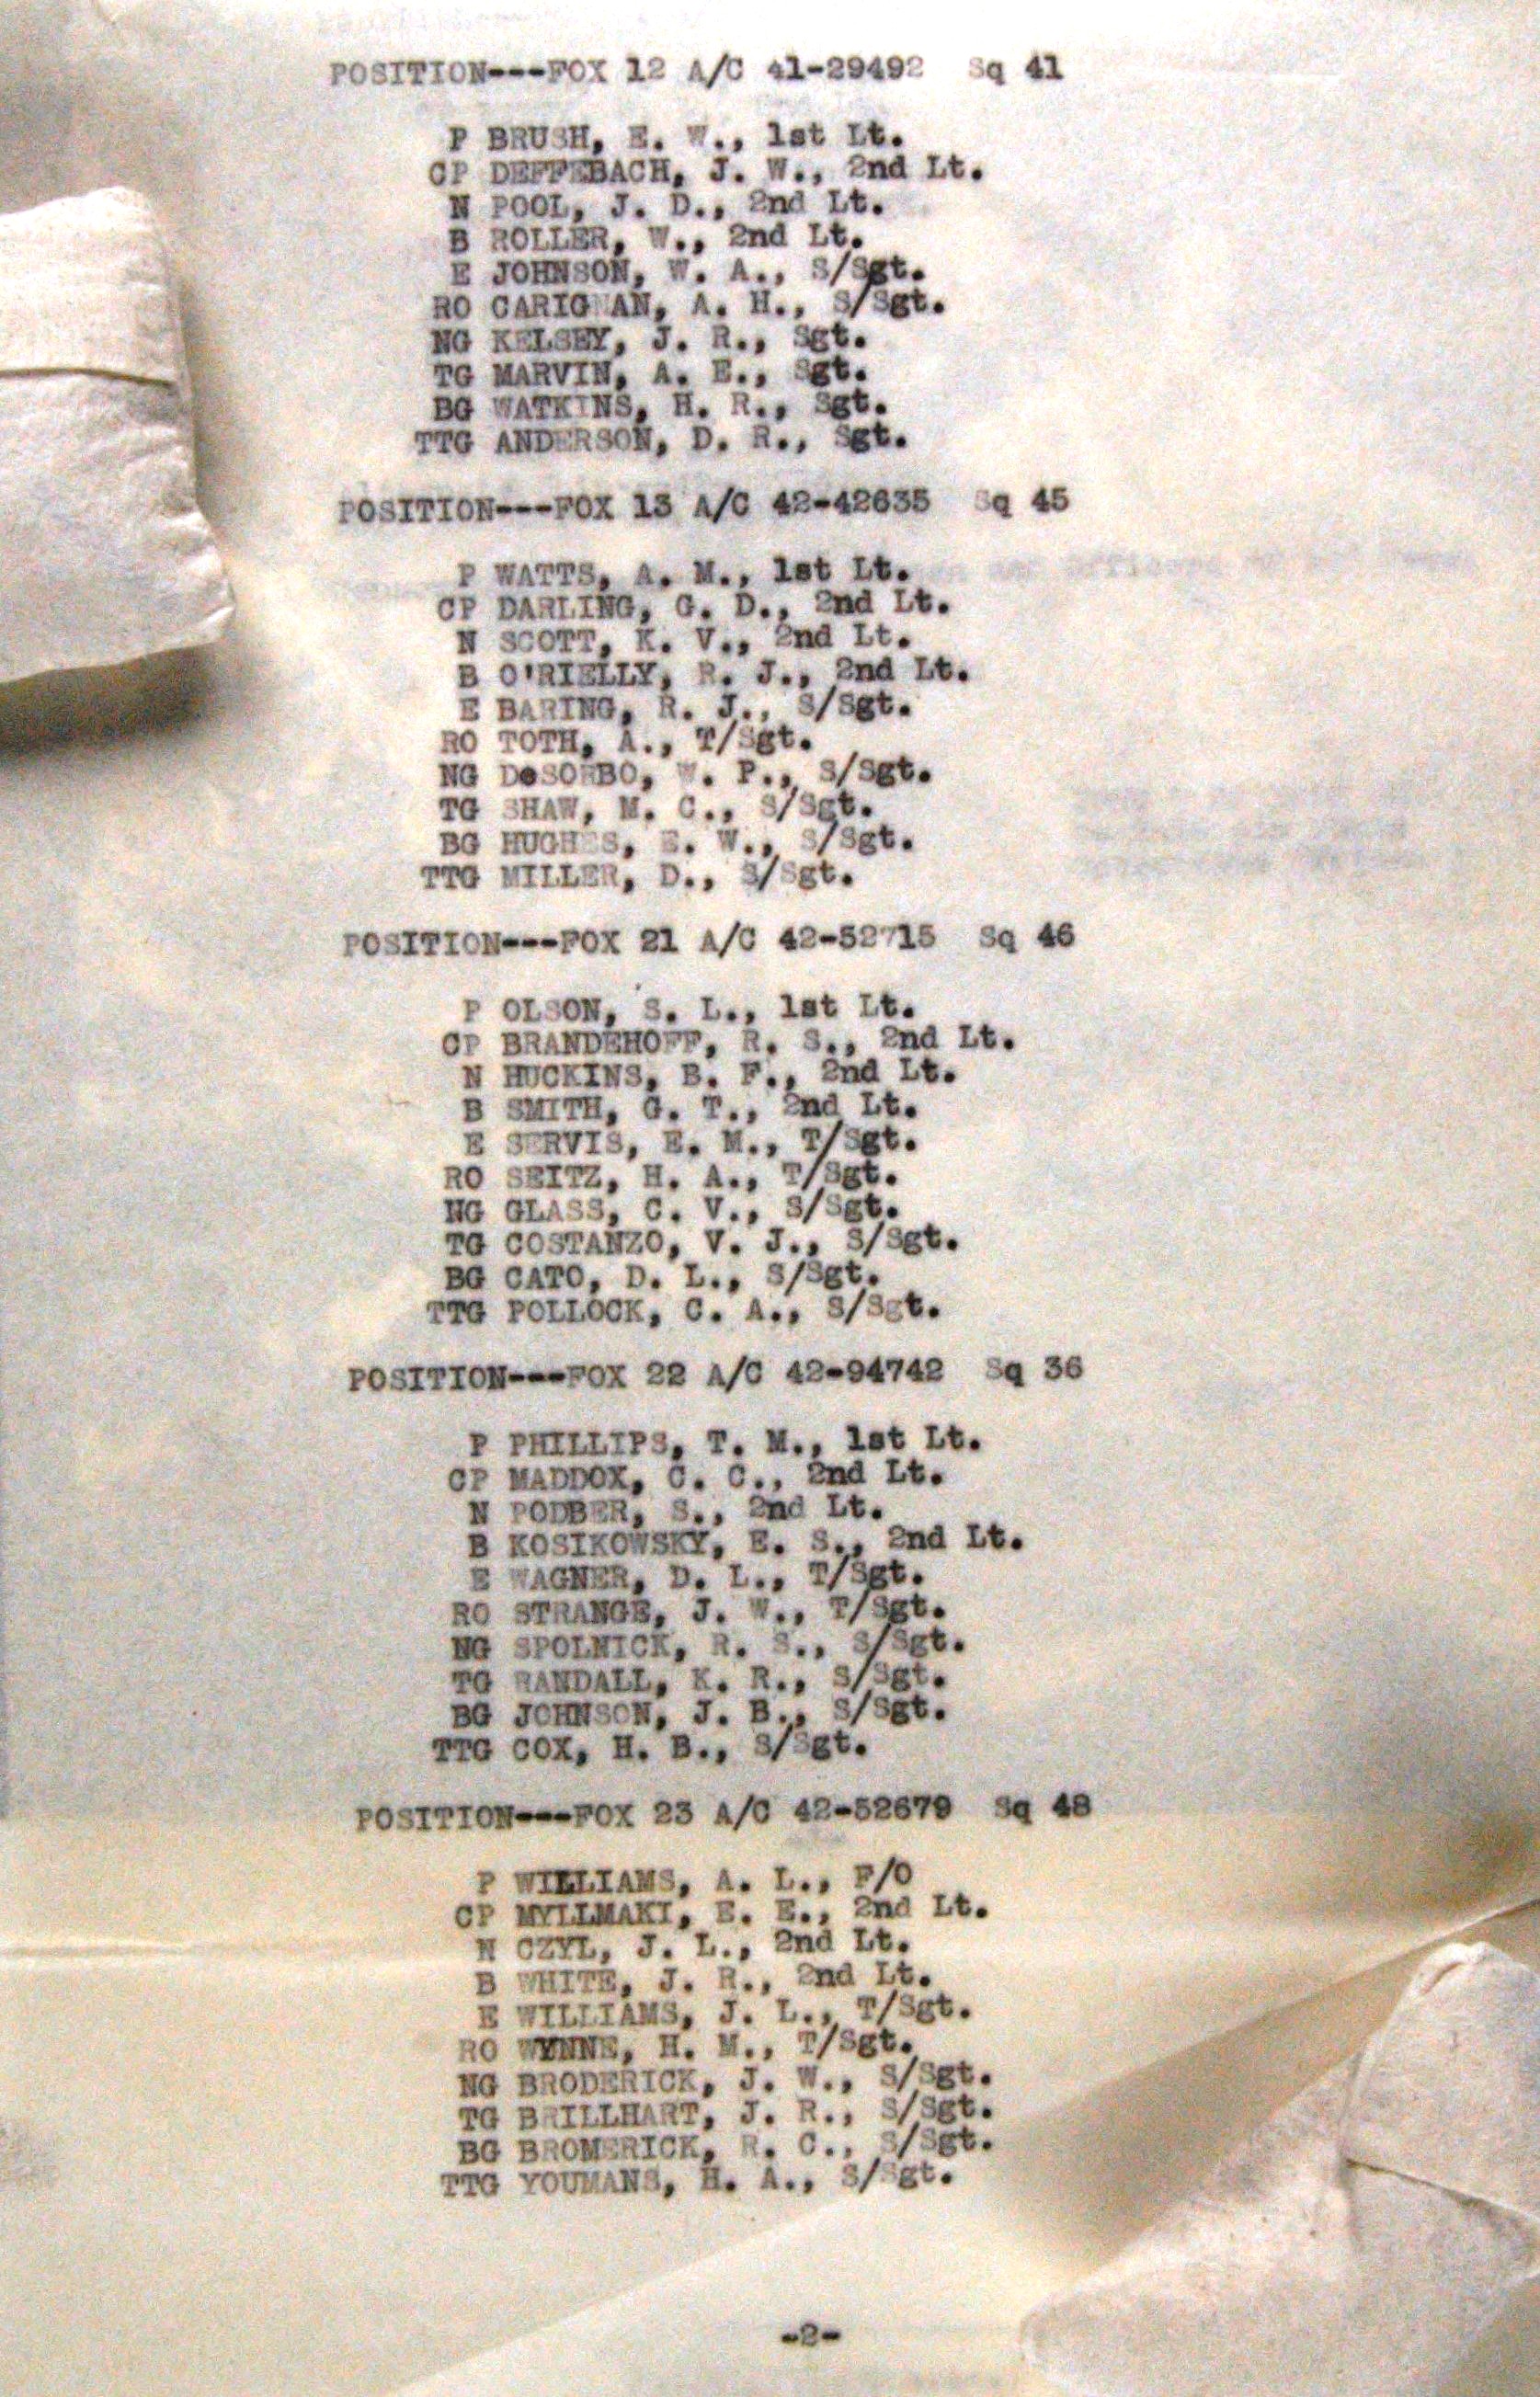 POSITION---FOX 12 A/C 41-29492 Sq 41
P BRUSH, E. W., 1st Lt.
CP DEFFEBACH, J. W., 2nd Lt.
N POOL, J. D., 2nd Lt.
B ROLLER, W., 2nd Lt.
E JOHNSON, W. A., S/Sgt.
RO CARIGNAN, A. H., S/Sgt.
NG KELSEY, J. R., Sgt.
TG MARVIN, A. E., Sgt.
BG WATKINS, H. R., Sgt.
TTG ANDERSON, D. R., Sgt.
POSITION---FOX 13 A/C 42-42635 Sq 45
P WATTS, A. M., 1st Lt.
CP DARLING, G. D., 2nd Lt.
N SCOTT, K. V., 2nd Lt.
B O'RIELLY, R. J., 2nd Lt.
E BARING, R. J., S/Sgt.
RO TOTH, A., T/Sgt.
NG DeSORBO, W. P., S/Sgt.
TG SHAW, M. C., S/Sgt.
BG HUGHES, E. W., S/Sgt.
TTG MILLER, D., S/Sgt.
POSITION---FOX 21 A/C 42-52715 Sq 46
P OLSON, S. L., 1st Lt.
CP BRANDEHOFF, R. S., 2nd Lt.
N HUCKINS, B. F., 2nd Lt.
B SMITH, G. T., 2nd Lt.
E SERVIS, E. M., T/Sgt.
RO SEITZ, H. A., T/Sgt.
NG GLASS, C. V., S/Sgt.
TG COSTANZO, V. J., S/Sgt.
BG CATO, D. L., S/Sgt.
TTG POLLOCK, C. A., S/Sgt.
POSITION---FOX 22 A/C 42-94742 Sq 36
P PHILLIPS, T. M., 1st Lt.
CP MADDOX, C. C., 2nd Lt.
N PODBER, S., 2nd Lt.
B KOSIKOWSKY, E. S., 2nd Lt.
E WAGNER, D. L., T/Sgt.
RO STRANGE, J. W., T/Sgt.
NG SPOLNICK, R. S., S/Sgt.
TG RANDALL, K. R., S/Sgt.
BG JOHNSON, J. B., S/Sgt.
TTG COX, H. B., S/Sgt.
POSITION---FOX 23 A/C 42-52679 Sq 48
P WILLIAMS, A. L., F/O
CP MYLLMAKI, E. E., 2nd Lt.
N CZYL, J. L., 2nd Lt.
B WHITE, J. R., 2nd Lt.
E WILLIAMS, J. L., T/Sgt.
RO WYNNE, H. M., T/Sgt.
NG BRODERICK, J. W., S/Sgt.
TG BRILLHART, J. R., S/Sgt.
BG BROMERICK, R. C., S/Sgt.
TTG YOUMANS, H. A., S/Sgt.
-2-